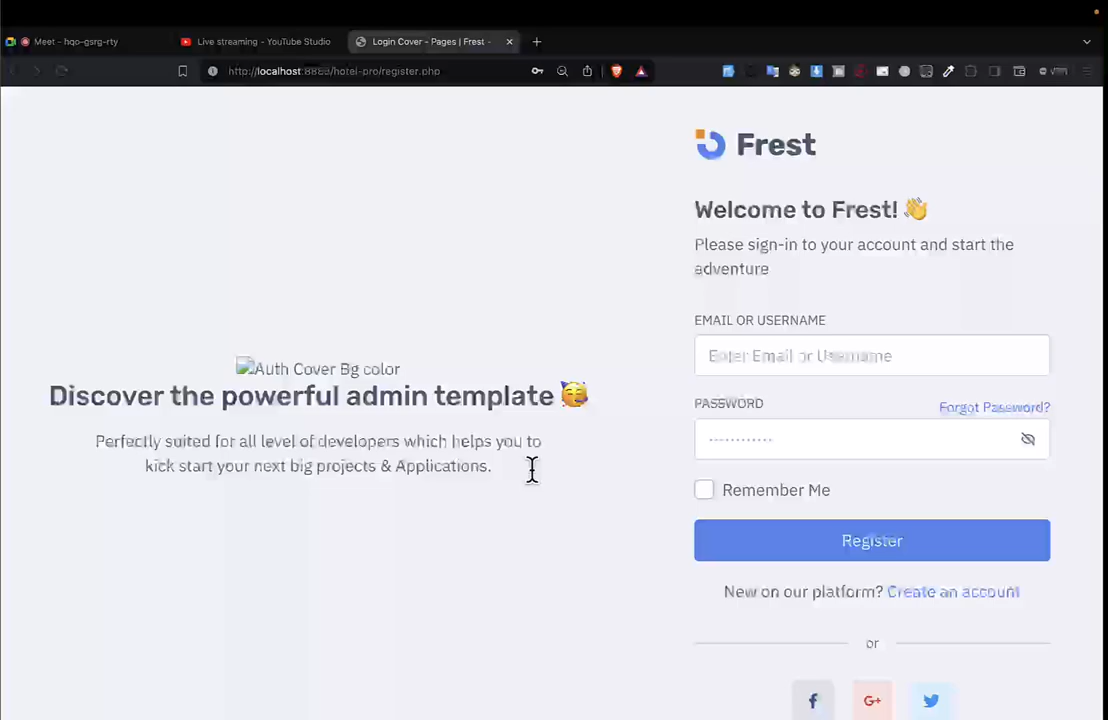 Meet - hqo-gsrg-rty
Live streaming - YouTube Studio
Login Cover - Pages | Frest -
http://localhost:8888/hotel-pro/register.php
Frest
Welcome to Frest! 👋
Please sign-in to your account and start the
adventure
EMAIL OR USERNAME
Enter Email or Username
PASSWORD
Forgot Password?
Remember Me
Register
New on our platform? Create an account
or
G+
Auth Cover Bg color
Discover the powerful admin template 🥳
Perfectly suited for all level of developers which helps you to
kick start your next big projects & Applications.